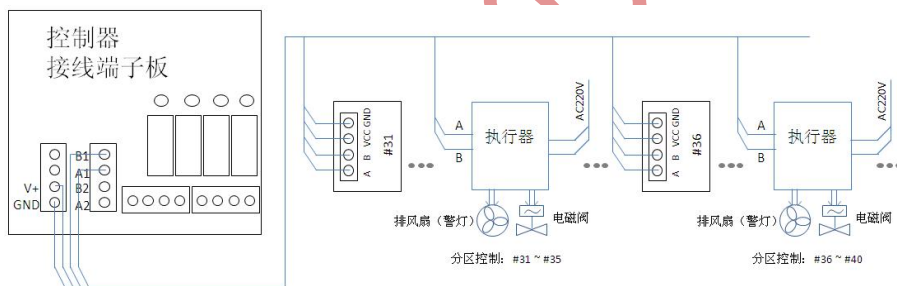 控制器
接线端子板
B1
A1
V+
B2
GND
A2
GND
VCC
B
A
#31
A
B
执行器
AC220V
排风扇（警灯）
电磁阀
分区控制: #31 ~ #35
GND
VCC
B
A
#36
A
B
执行器
AC220V
排风扇（警灯）
电磁阀
分区控制: #36 ~ #40